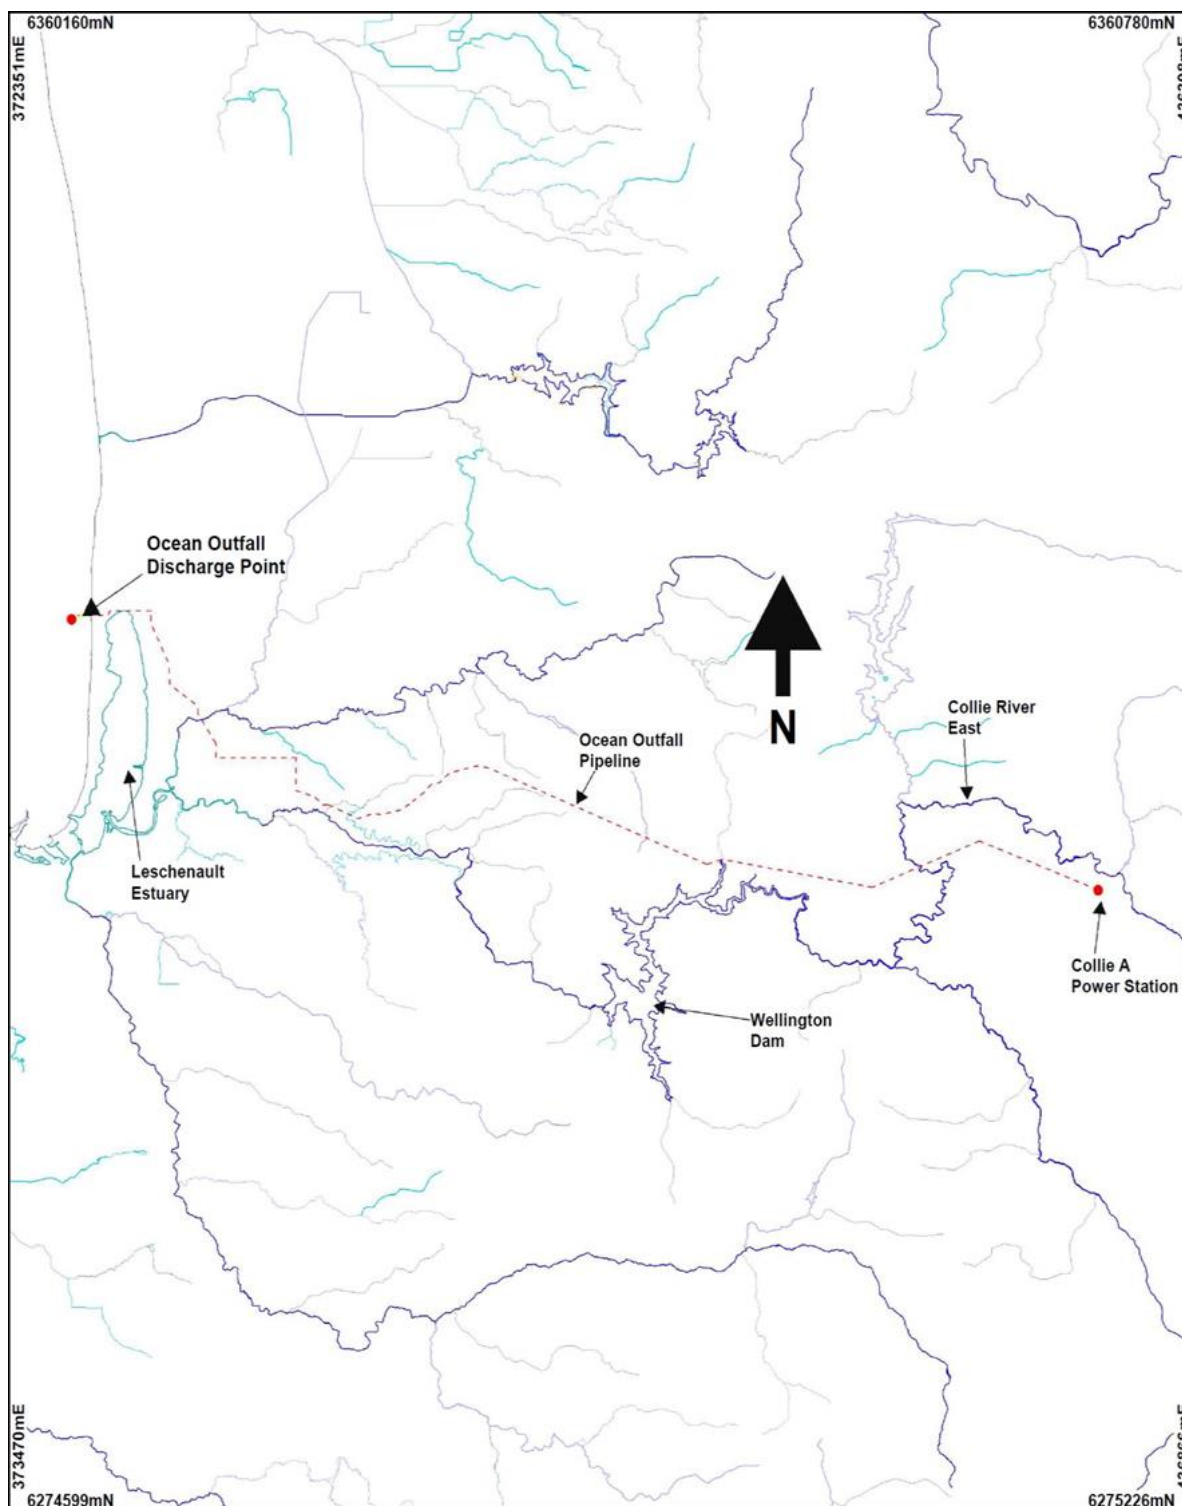 6360160mN
6360780mN
372351mE
Ocean Outfall
Discharge Point
N
Collie River
East
Ocean Outfall
Pipeline
Leschenault
Estuary
Collie A
Power Station
Wellington
Dam
373470mE
6274599mN
6275226mN